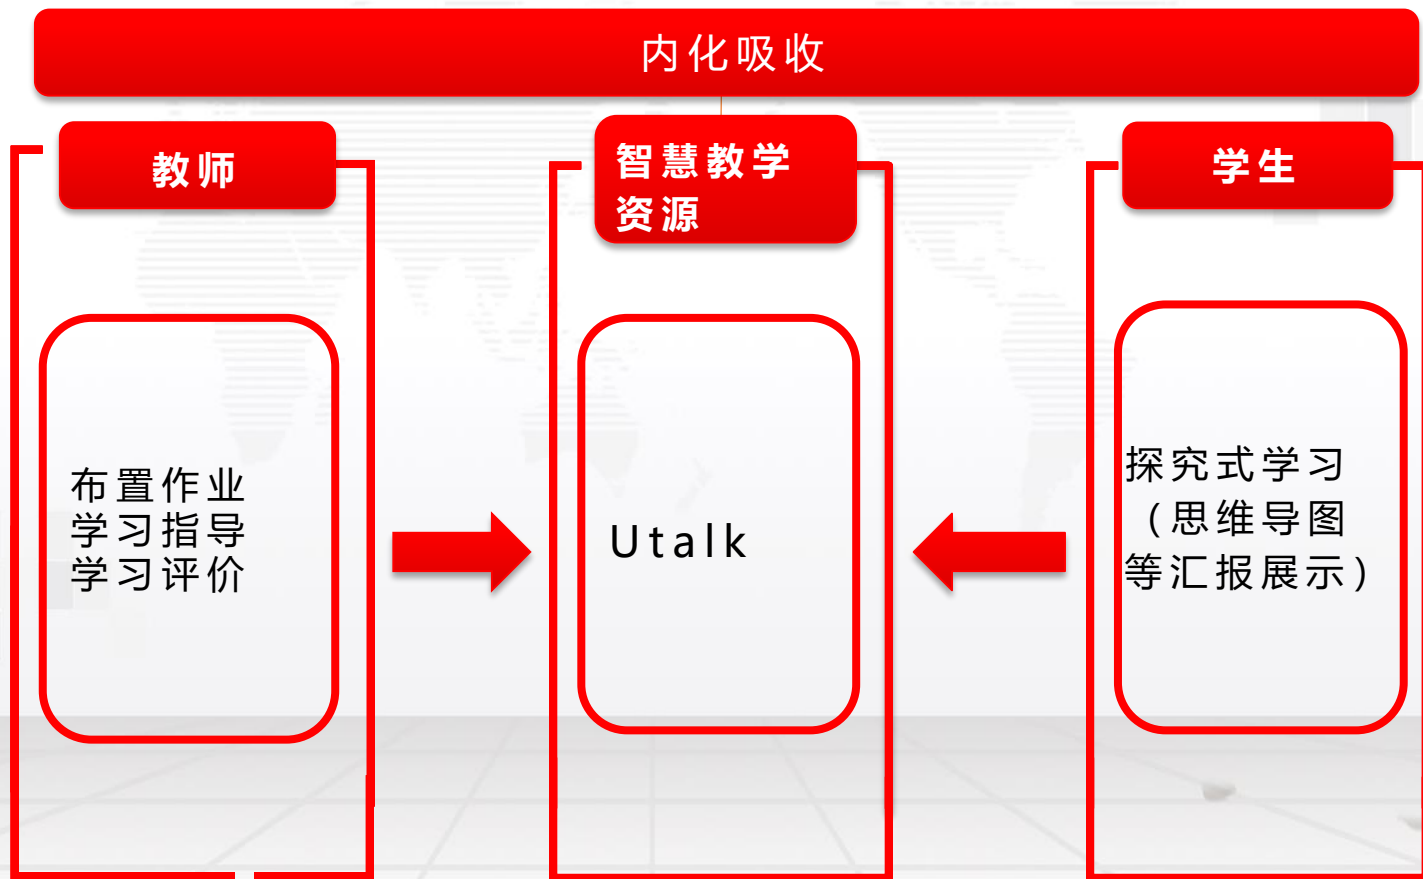 内化吸收
教师
布置作业
学习指导
学习评价
智慧教学
资源
Utalk
学生
探究式学习
（思维导图
等汇报展示）